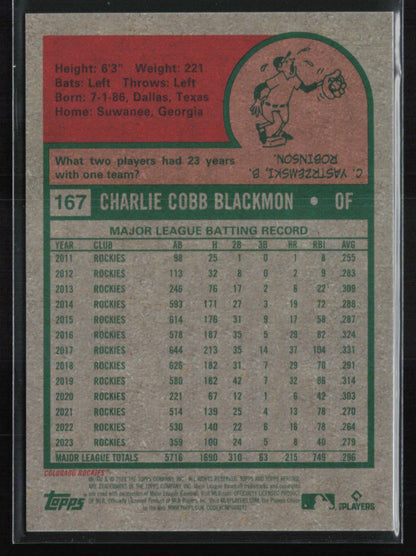 Height: 6'3" Weight: 221
Bats: Left Throws: Left
Born: 7-1-86, Dallas, Texas
Home: Suwanee, Georgia
What two players had 23 years
with one team?
C. YASTRZEMSKI, B.
ROBINSON.
167 CHARLIE COBB BLACKMON • OF
MAJOR LEAGUE BATTING RECORD
YEAR CLUB AB H 2B 3B HR RBI AVG
2011 ROCKIES 98 25 1 0 1 8 .255
2012 ROCKIES 113 32 8 0 2 9 .283
2013 ROCKIES 246 76 17 2 6 22 .309
2014 ROCKIES 593 171 27 3 19 72 .288
2015 ROCKIES 614 176 31 9 17 58 .287
2016 ROCKIES 578 187 35 5 29 82 .324
2017 ROCKIES 644 213 35 14 37 104 .331
2018 ROCKIES 626 182 31 7 29 70 .291
2019 ROCKIES 580 182 42 7 32 86 .314
2020 ROCKIES 221 67 12 1 6 42 .303
2021 ROCKIES 514 139 25 4 13 78 .270
2022 ROCKIES 530 140 22 6 16 78 .264
2023 ROCKIES 359 100 24 5 8 40 .279
MAJOR LEAGUE TOTALS 5716 1690 310 63 215 749 .296
COLORADO ROCKIES
topps
MLB
PLAYERS